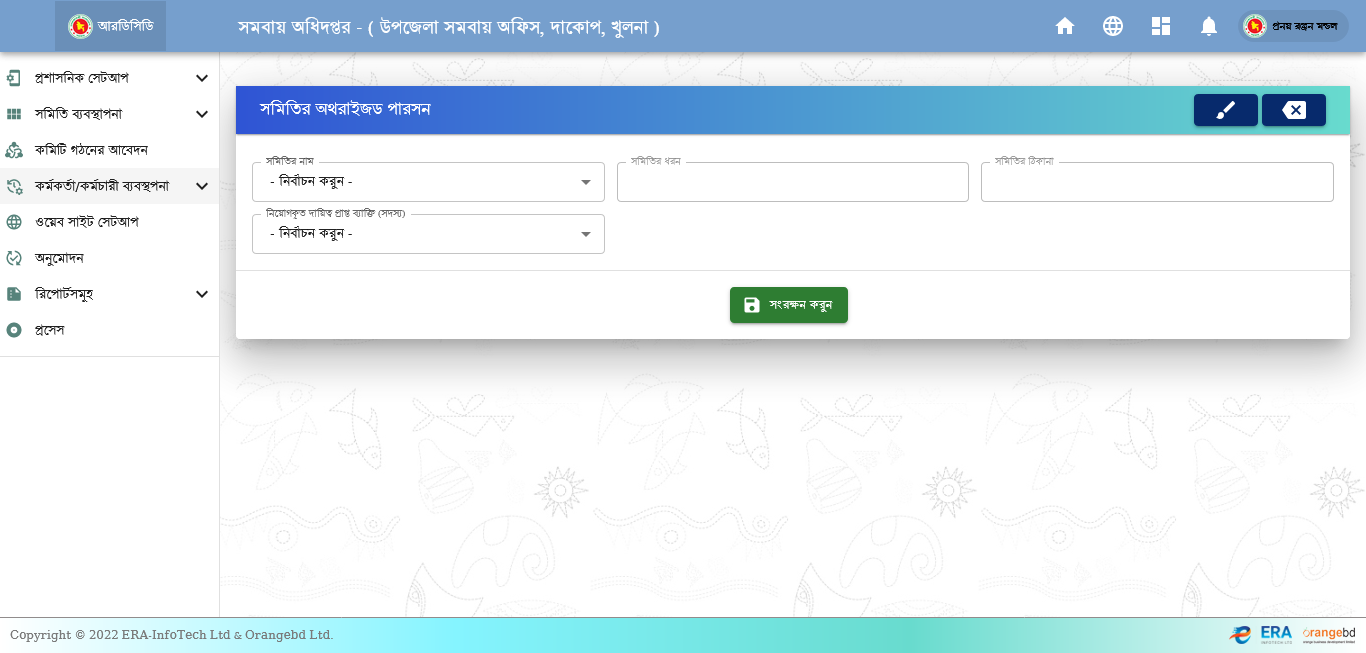 আরডিসিডি
সমবায় অধিদপ্তর - ( উপজেলা সমবায় অফিস, দাকোপ, খুলনা )
প্রনয় রঞ্জন মন্ডল
প্রশাসনিক সেটআপ
সমিতি ব্যবস্থাপনা
কমিটি গঠনের আবেদন
কর্মকর্তা/কর্মচারী ব্যবস্থপনা
ওয়েব সাইট সেটআপ
অনুমোদন
রিপোর্টসমূহ
প্রসেস
সমিতির অথরাইজড পারসন
সমিতির নাম
- নির্বাচন করুন -
সমিতির ধরন
সমিতির ঠিকানা
নিয়োগকৃত দায়িত্ব প্রাপ্ত ব্যাক্তি (সদস্য)
- নির্বাচন করুন -
সংরক্ষন করুন
Copyright © 2022 ERA-InfoTech Ltd & Orangebd Ltd.
ERA
INFOTECH LTD
orangebd